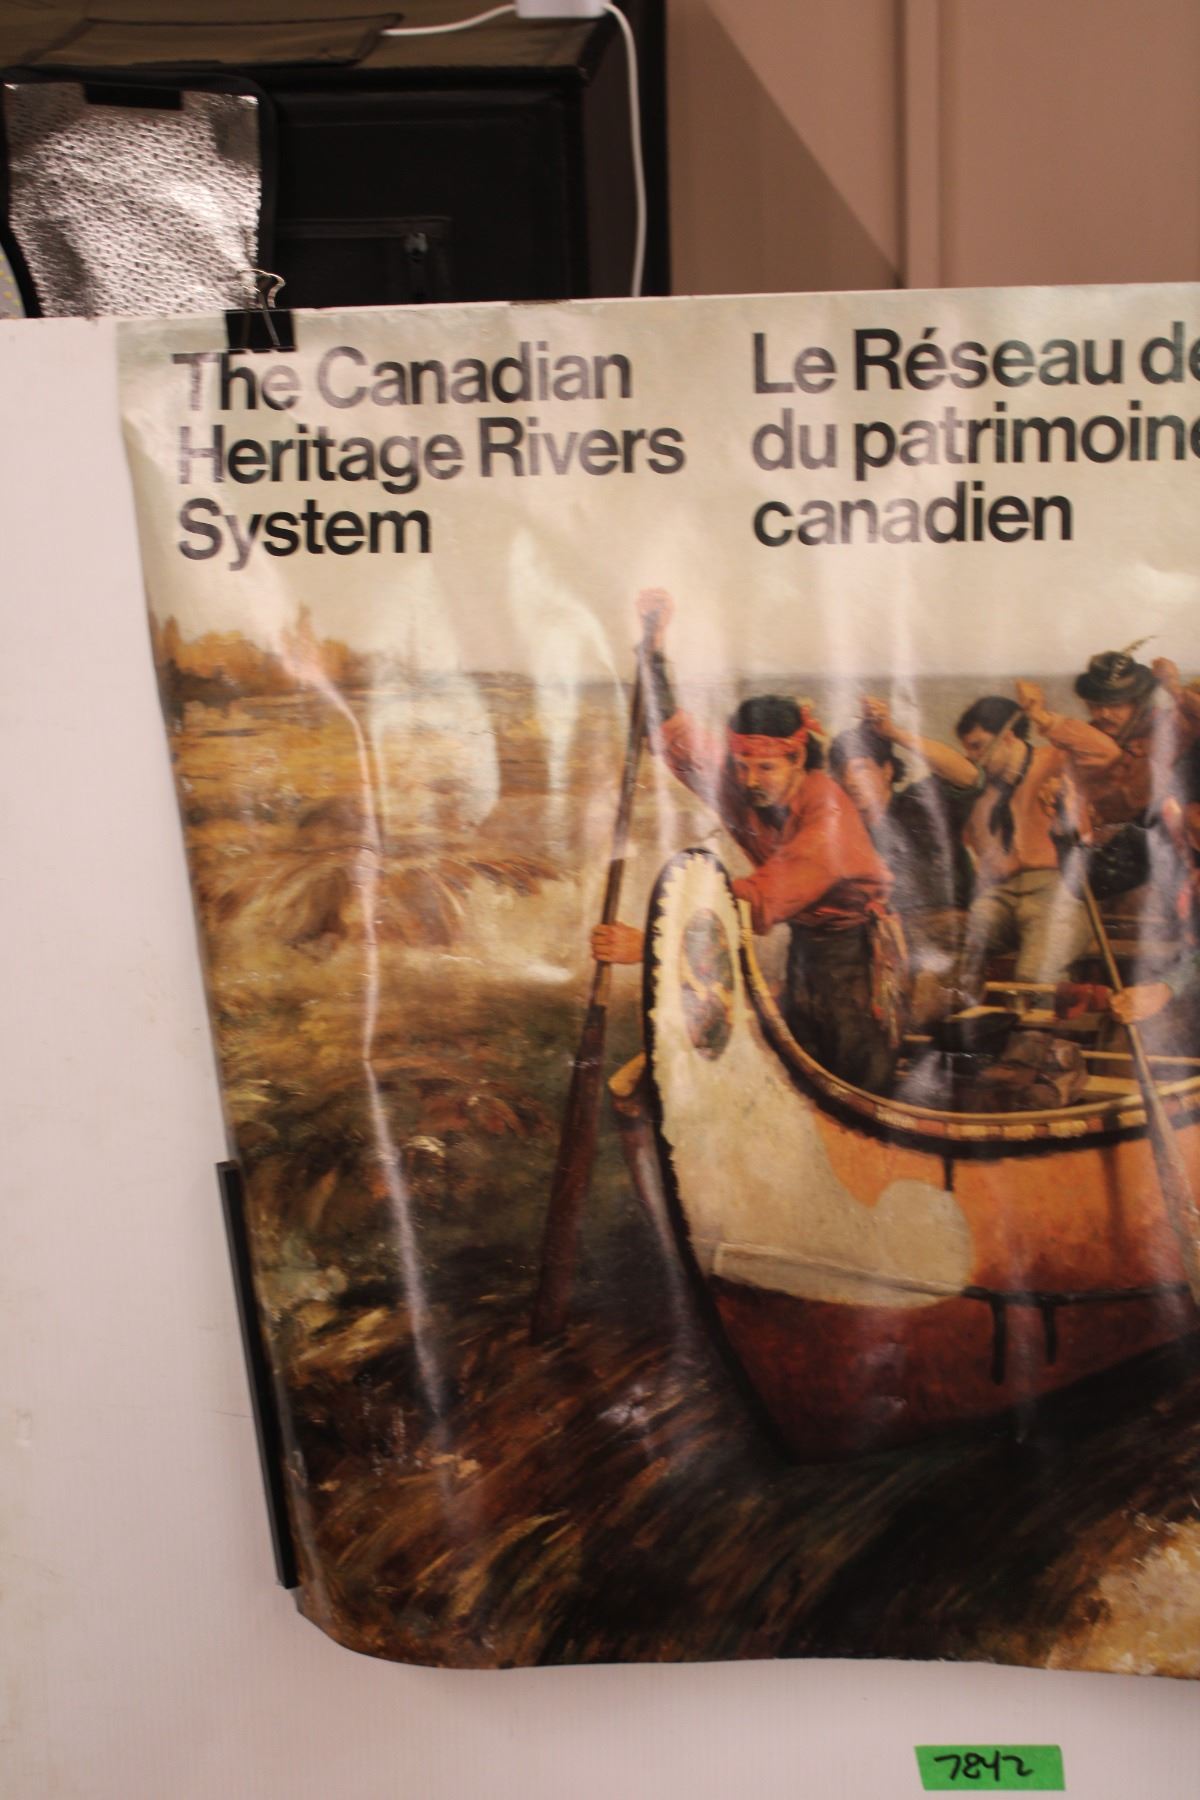 The Canadian
Heritage Rivers
System
Le Réseau de
du patrimoine
canadien
7842